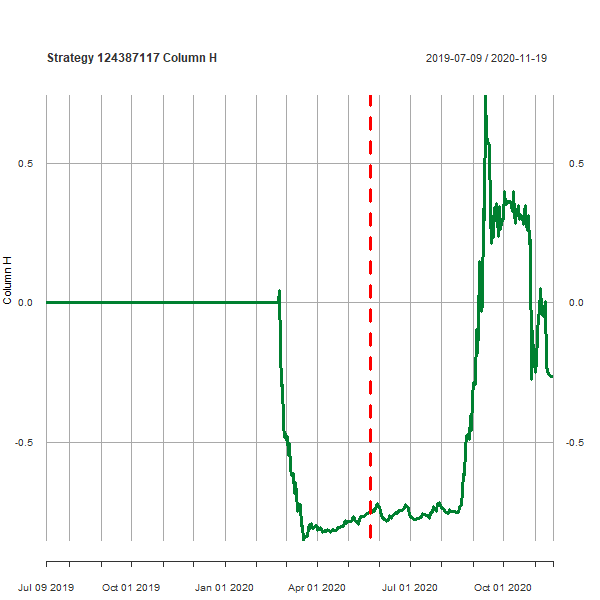 Strategy 124387117 Column H
2019-07-09 / 2020-11-19
0.5
0.5
Column H
0.0
0.0
-0.5
-0.5
Jul 09 2019
Oct 01 2019
Jan 01 2020
Apr 01 2020
Jul 01 2020
Oct 01 2020